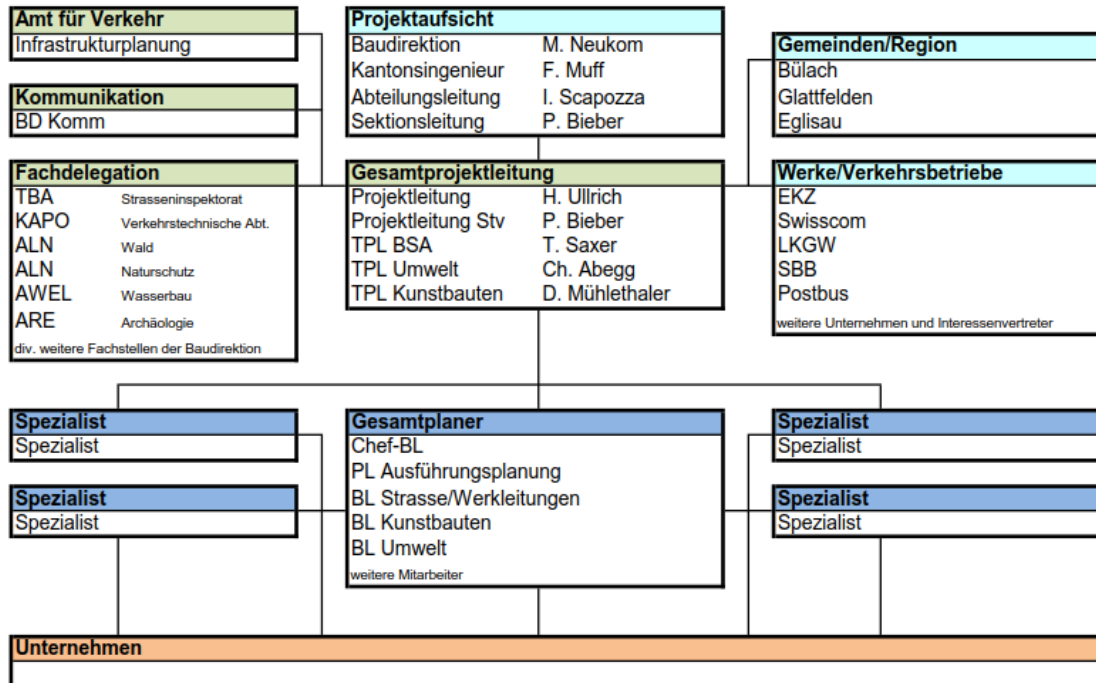 Amt für Verkehr
Infrastrukturplanung
Kommunikation
BD Komm
Fachdelegation
TBA Strasseninspektorat
KAPO Verkehrstechnische Abt.
ALN Wald
ALN Naturschutz
AWEL Wasserbau
ARE Archäologie
div. weitere Fachstellen der Baudirektion
Projektaufsicht
Baudirektion M. Neukom
Kantonsingenieur F. Muff
Abteilungsleitung I. Scapozza
Sektionsleitung P. Bieber
Gesamtprojektleitung
Projektleitung H. Ullrich
Projektleitung Stv P. Bieber
TPL BSA T. Saxer
TPL Umwelt Ch. Abegg
TPL Kunstbauten D. Mühlethaler
Gemeinden/Region
Bülach
Glattfelden
Eglisau
Werke/Verkehrsbetriebe
EKZ
Swisscom
LKGW
SBB
Postbus
weitere Unternehmen und Interessenvertreter
Spezialist
Spezialist
Spezialist
Spezialist
Gesamtplaner
Chef-BL
PL Ausführungsplanung
BL Strasse/Werkleitungen
BL Kunstbauten
BL Umwelt
weitere Mitarbeiter
Spezialist
Spezialist
Spezialist
Spezialist
Unternehmen